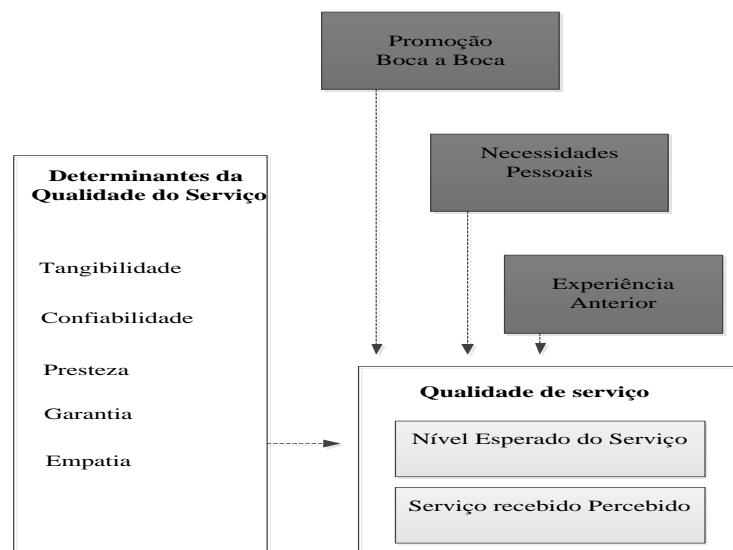 Promoção
Boca a Boca
Necessidades
Pessoais
Determinantes da
Qualidade do Serviço
Tangibilidade
Experiência
Anterior
Confiabilidade
Presteza
Qualidade de serviço
Garantia
Nível Esperado do Serviço
Empatia
Serviço recebido Percebido